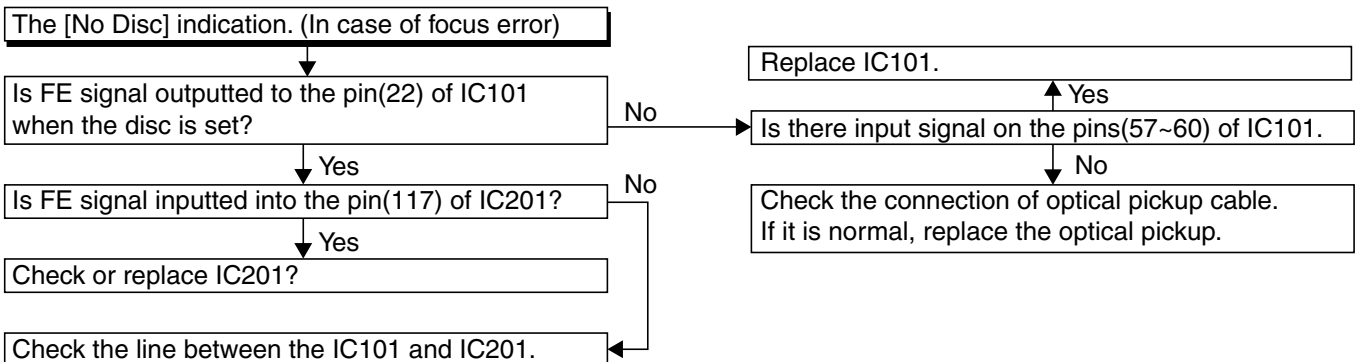 The [No Disc] indication. (In case of focus error)
Is FE signal outputted to the pin(22) of IC101
when the disc is set?
No
Yes
Is FE signal inputted into the pin(117) of IC201?
No
Yes
Check or replace IC201?
Check the line between the IC101 and IC201.
Replace IC101.
Yes
Is there input signal on the pins(57~60) of IC101.
No
Check the connection of optical pickup cable.
If it is normal, replace the optical pickup.